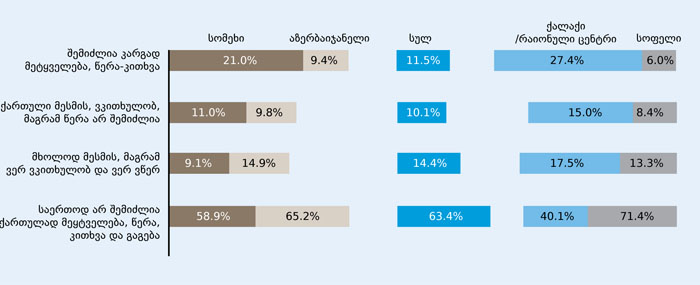 სომეხი აზერბაიჯანელი სულ ქალაქი
/რაიონული ცენტრი სოფელი
შემიძლია კარგად
მეტყველება, წერა-კითხვა
21.0% 9.4% 11.5% 27.4% 6.0%
ქართული მესმის, ვკითხულობ,
მაგრამ წერა არ შემიძლია
11.0% 9.8% 10.1% 15.0% 8.4%
მხოლოდ მესმის, მაგრამ
ვერ ვკითხულობ და ვერ ვწერ
9.1% 14.9% 14.4% 17.5% 13.3%
საერთოდ არ შემიძლია
ქართულად მეყტველება, წერა,
კითხვა და გაგება
58.9% 65.2% 63.4% 40.1% 71.4%